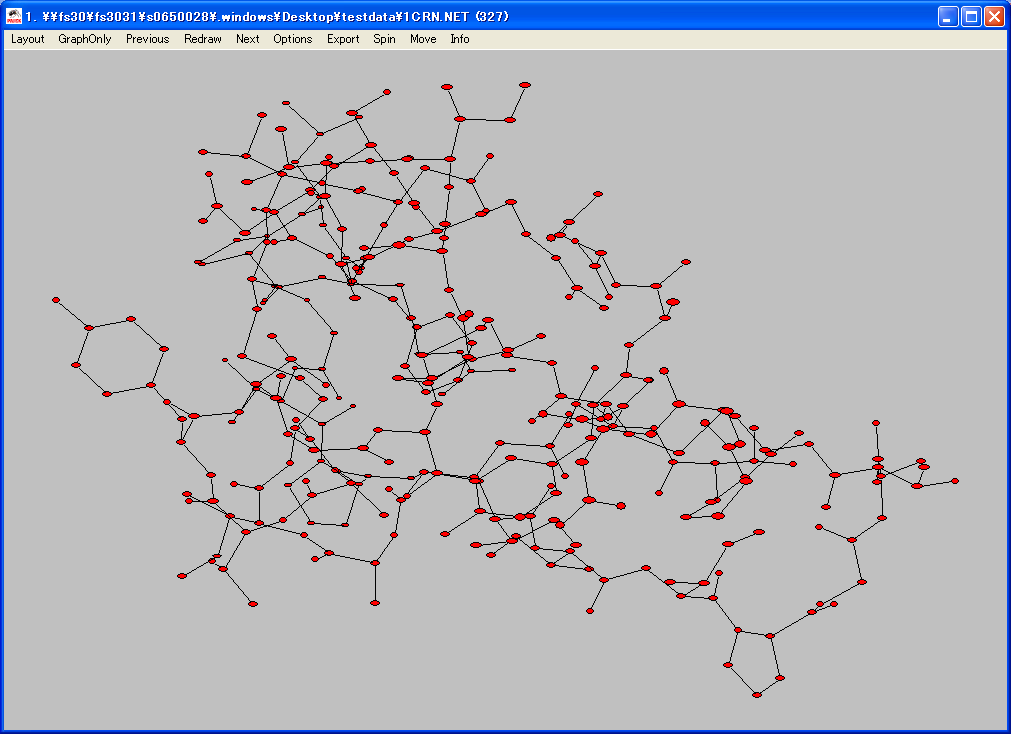 1. ¥¥fs30¥fs3031¥s0650028¥.windows¥Desktop¥testdata¥1CRN.NET (327)
Layout GraphOnly Previous Redraw Next Options Export Spin Move Info